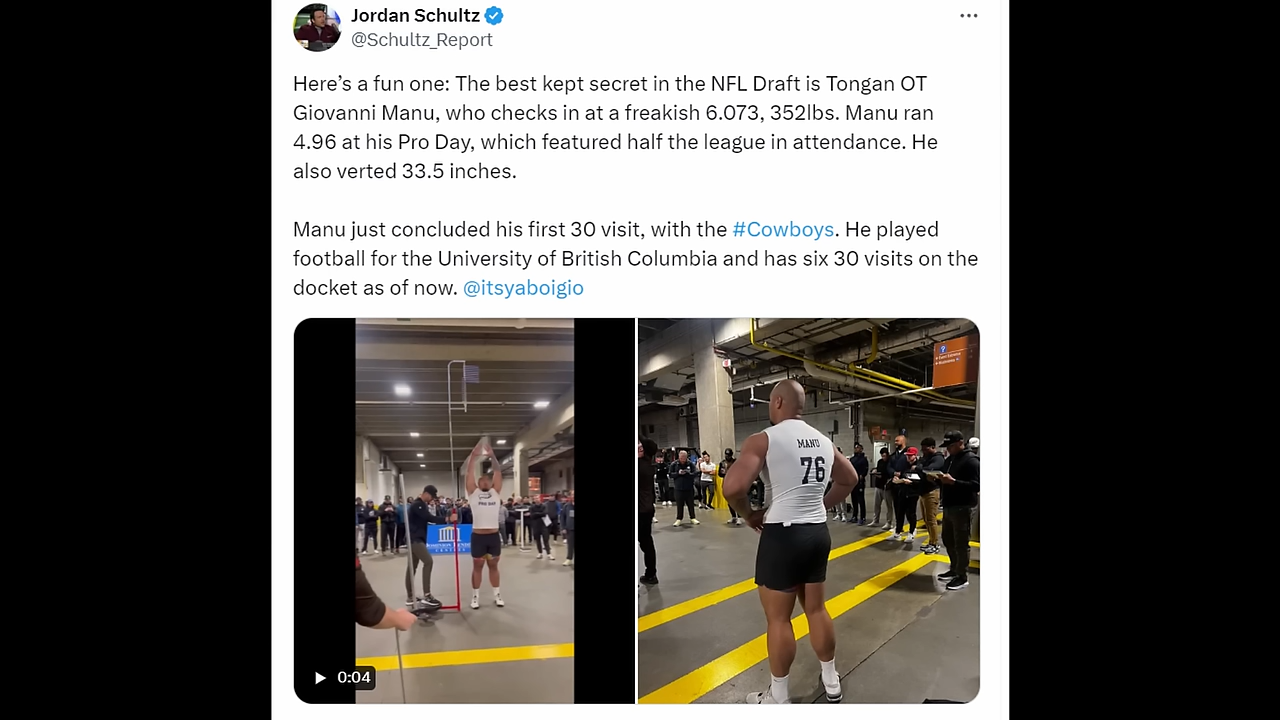 Jordan Schultz
@Schultz_Report
Here’s a fun one: The best kept secret in the NFL Draft is Tongan OT
Giovanni Manu, who checks in at a freakish 6.073, 352lbs. Manu ran
4.96 at his Pro Day, which featured half the league in attendance. He
also verted 33.5 inches.
Manu just concluded his first 30 visit, with the #Cowboys. He played
football for the University of British Columbia and has six 30 visits on the
docket as of now. @itsyaboigio
PRO DAY
0:04
MANU
76
?